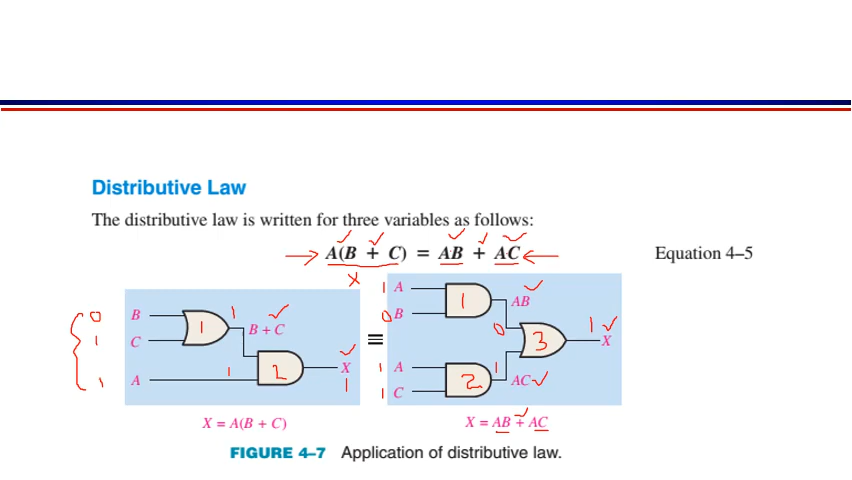 Distributive Law
The distributive law is written for three variables as follows:
A(B + C) = AB + AC Equation 4–5
X
0 B 1 B + C
1 C 1
1 A 1 2 X 1
X = A(B + C)
≡
1 A 1 AB
0 B 0
3 1 X
1 A 1
1 C 2 AC
X = AB + AC
FIGURE 4–7 Application of distributive law.